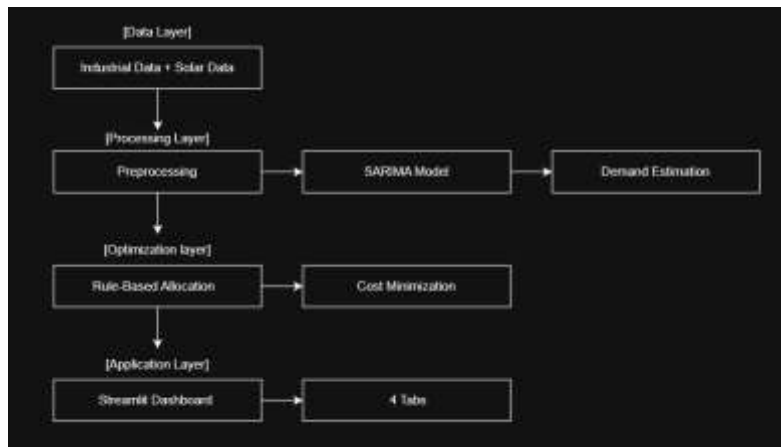 [Data Layer]
Industrial Data + Solar Data
[Processing Layer]
Preprocessing
SARIMA Model
Demand Estimation
[Optimization layer]
Rule-Based Allocation
Cost Minimization
[Application Layer]
Streamlit Dashboard
4 Tabs